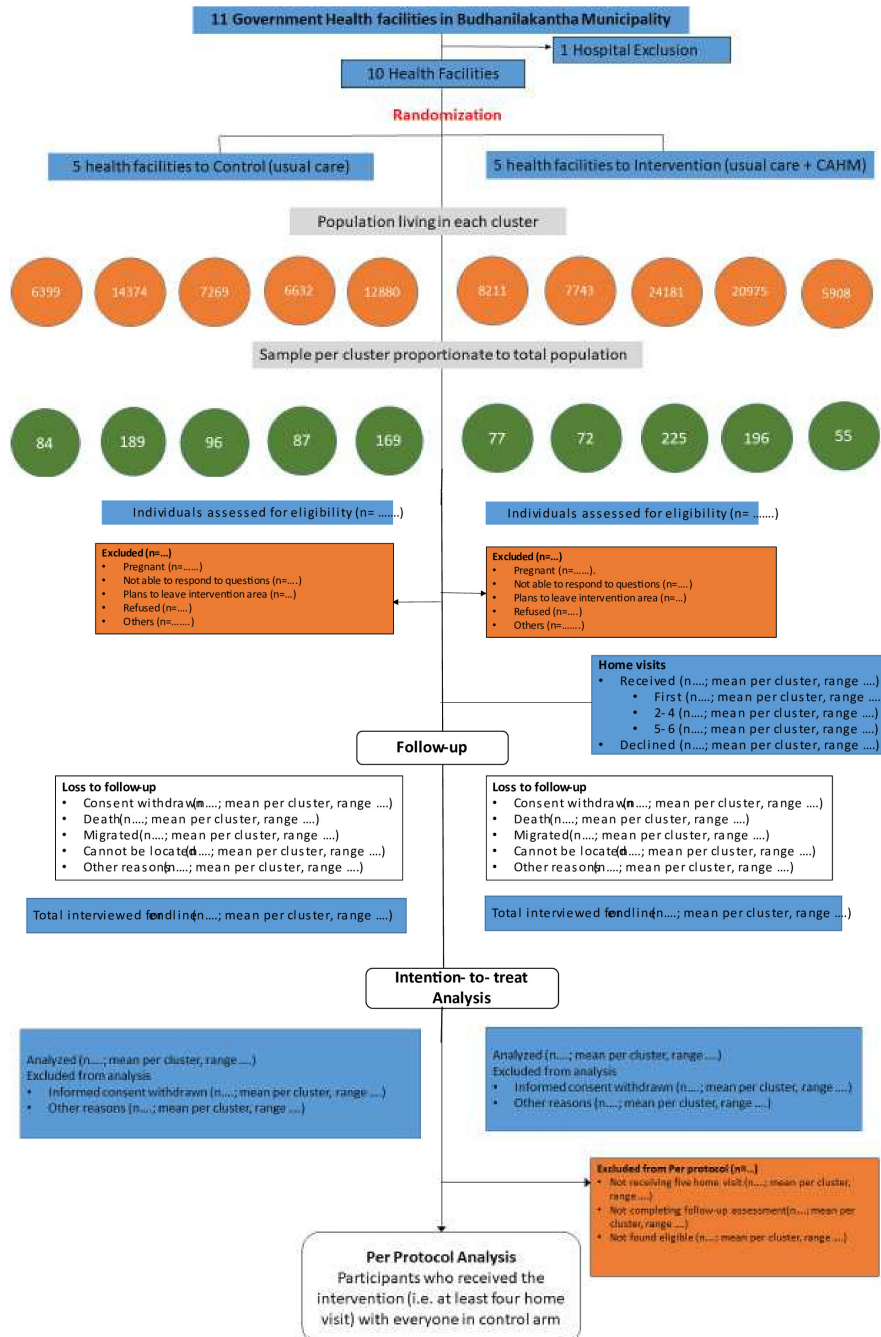 11 Government Health facilities in Budhanilakantha Municipality
1 Hospital Exclusion
10 Health Facilities
Randomization
5 health facilities to Control (usual care)
5 health facilities to Intervention (usual care + CAHM)
Population living in each cluster
6399 14374 7269 6632 12880 8211 7743 24181 20975 5908
Sample per cluster proportionate to total population
84 189 96 87 169 77 72 225 196 55
Individuals assessed for eligibility (n= .......)
Individuals assessed for eligibility (n= .......)
Excluded (n=...)
• Pregnant (n=......)
• Not able to respond to questions (n=....)
• Plans to leave intervention area (n=...)
• Refused (n=....)
• Others (n=.......)
Excluded (n=...)
• Pregnant (n=......).
• Not able to respond to questions (n=....)
• Plans to leave intervention area (n=...)
• Refused (n=....)
• Others (n=.......)
Home visits
• Received (n....; mean per cluster, range ....)
• First (n....; mean per cluster, range ....)
• 2- 4 (n....; mean per cluster, range ....)
• 5- 6 (n....; mean per cluster, range ....)
• Declined (n....; mean per cluster, range ....)
Follow-up
Loss to follow-up
• Consent withdrawn (n....; mean per cluster, range ....)
• Death (n....; mean per cluster, range ....)
• Migrated (n....; mean per cluster, range ....)
• Cannot be located (n....; mean per cluster, range ....)
• Other reasons (n....; mean per cluster, range ....)
Loss to follow-up
• Consent withdrawn (n....; mean per cluster, range ....)
• Death (n....; mean per cluster, range ....)
• Migrated (n....; mean per cluster, range ....)
• Cannot be located (n....; mean per cluster, range ....)
• Other reasons (n....; mean per cluster, range ....)
Total interviewed for endline (n....; mean per cluster, range ....)
Total interviewed for endline (n....; mean per cluster, range ....)
Intention- to- treat
Analysis
Analyzed (n....; mean per cluster, range ....)
Excluded from analysis
• Informed consent withdrawn (n....; mean per cluster, range ....)
• Other reasons (n....; mean per cluster, range ....)
Analyzed (n....; mean per cluster, range ....)
Excluded from analysis
• Informed consent withdrawn (n....; mean per cluster, range ....)
• Other reasons (n....; mean per cluster, range ....)
Excluded from Per protocol (n=...)
• Not receiving five home visit (n....; mean per cluster,
range ....)
• Not completing follow-up assessment(n....; mean per
cluster, range ....)
• Not found eligible (n....; mean per cluster, range ....)
Per Protocol Analysis
Participants who received the
intervention (i.e. at least four home
visit) with everyone in control arm